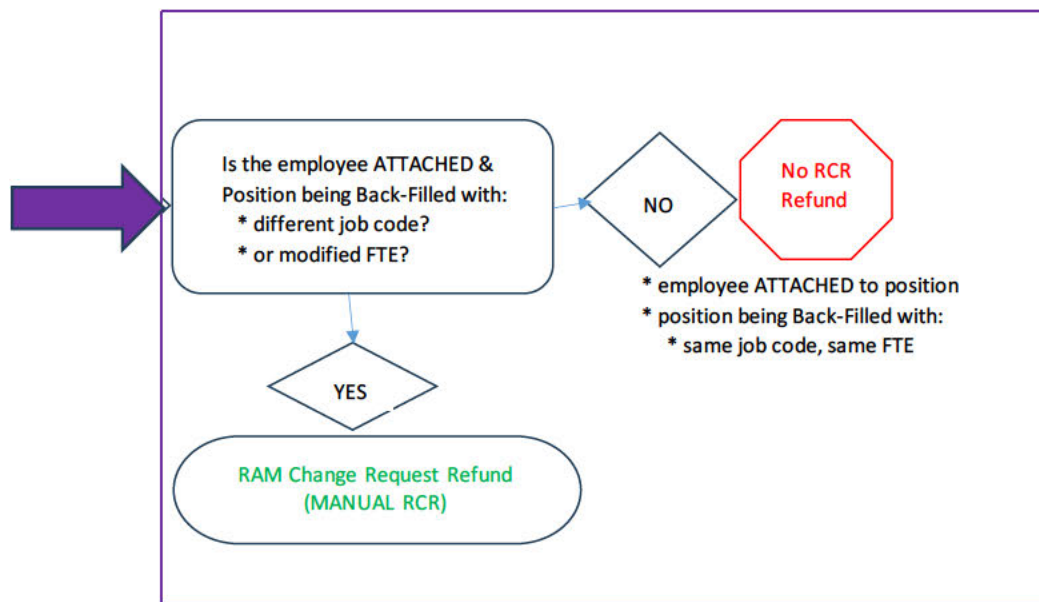 Is the employee ATTACHED &
Position being Back-Filled with:
* different job code?
* or modified FTE?
NO
No RCR
Refund
* employee ATTACHED to position
* position being Back-Filled with:
* same job code, same FTE
YES
RAM Change Request Refund
(MANUAL RCR)